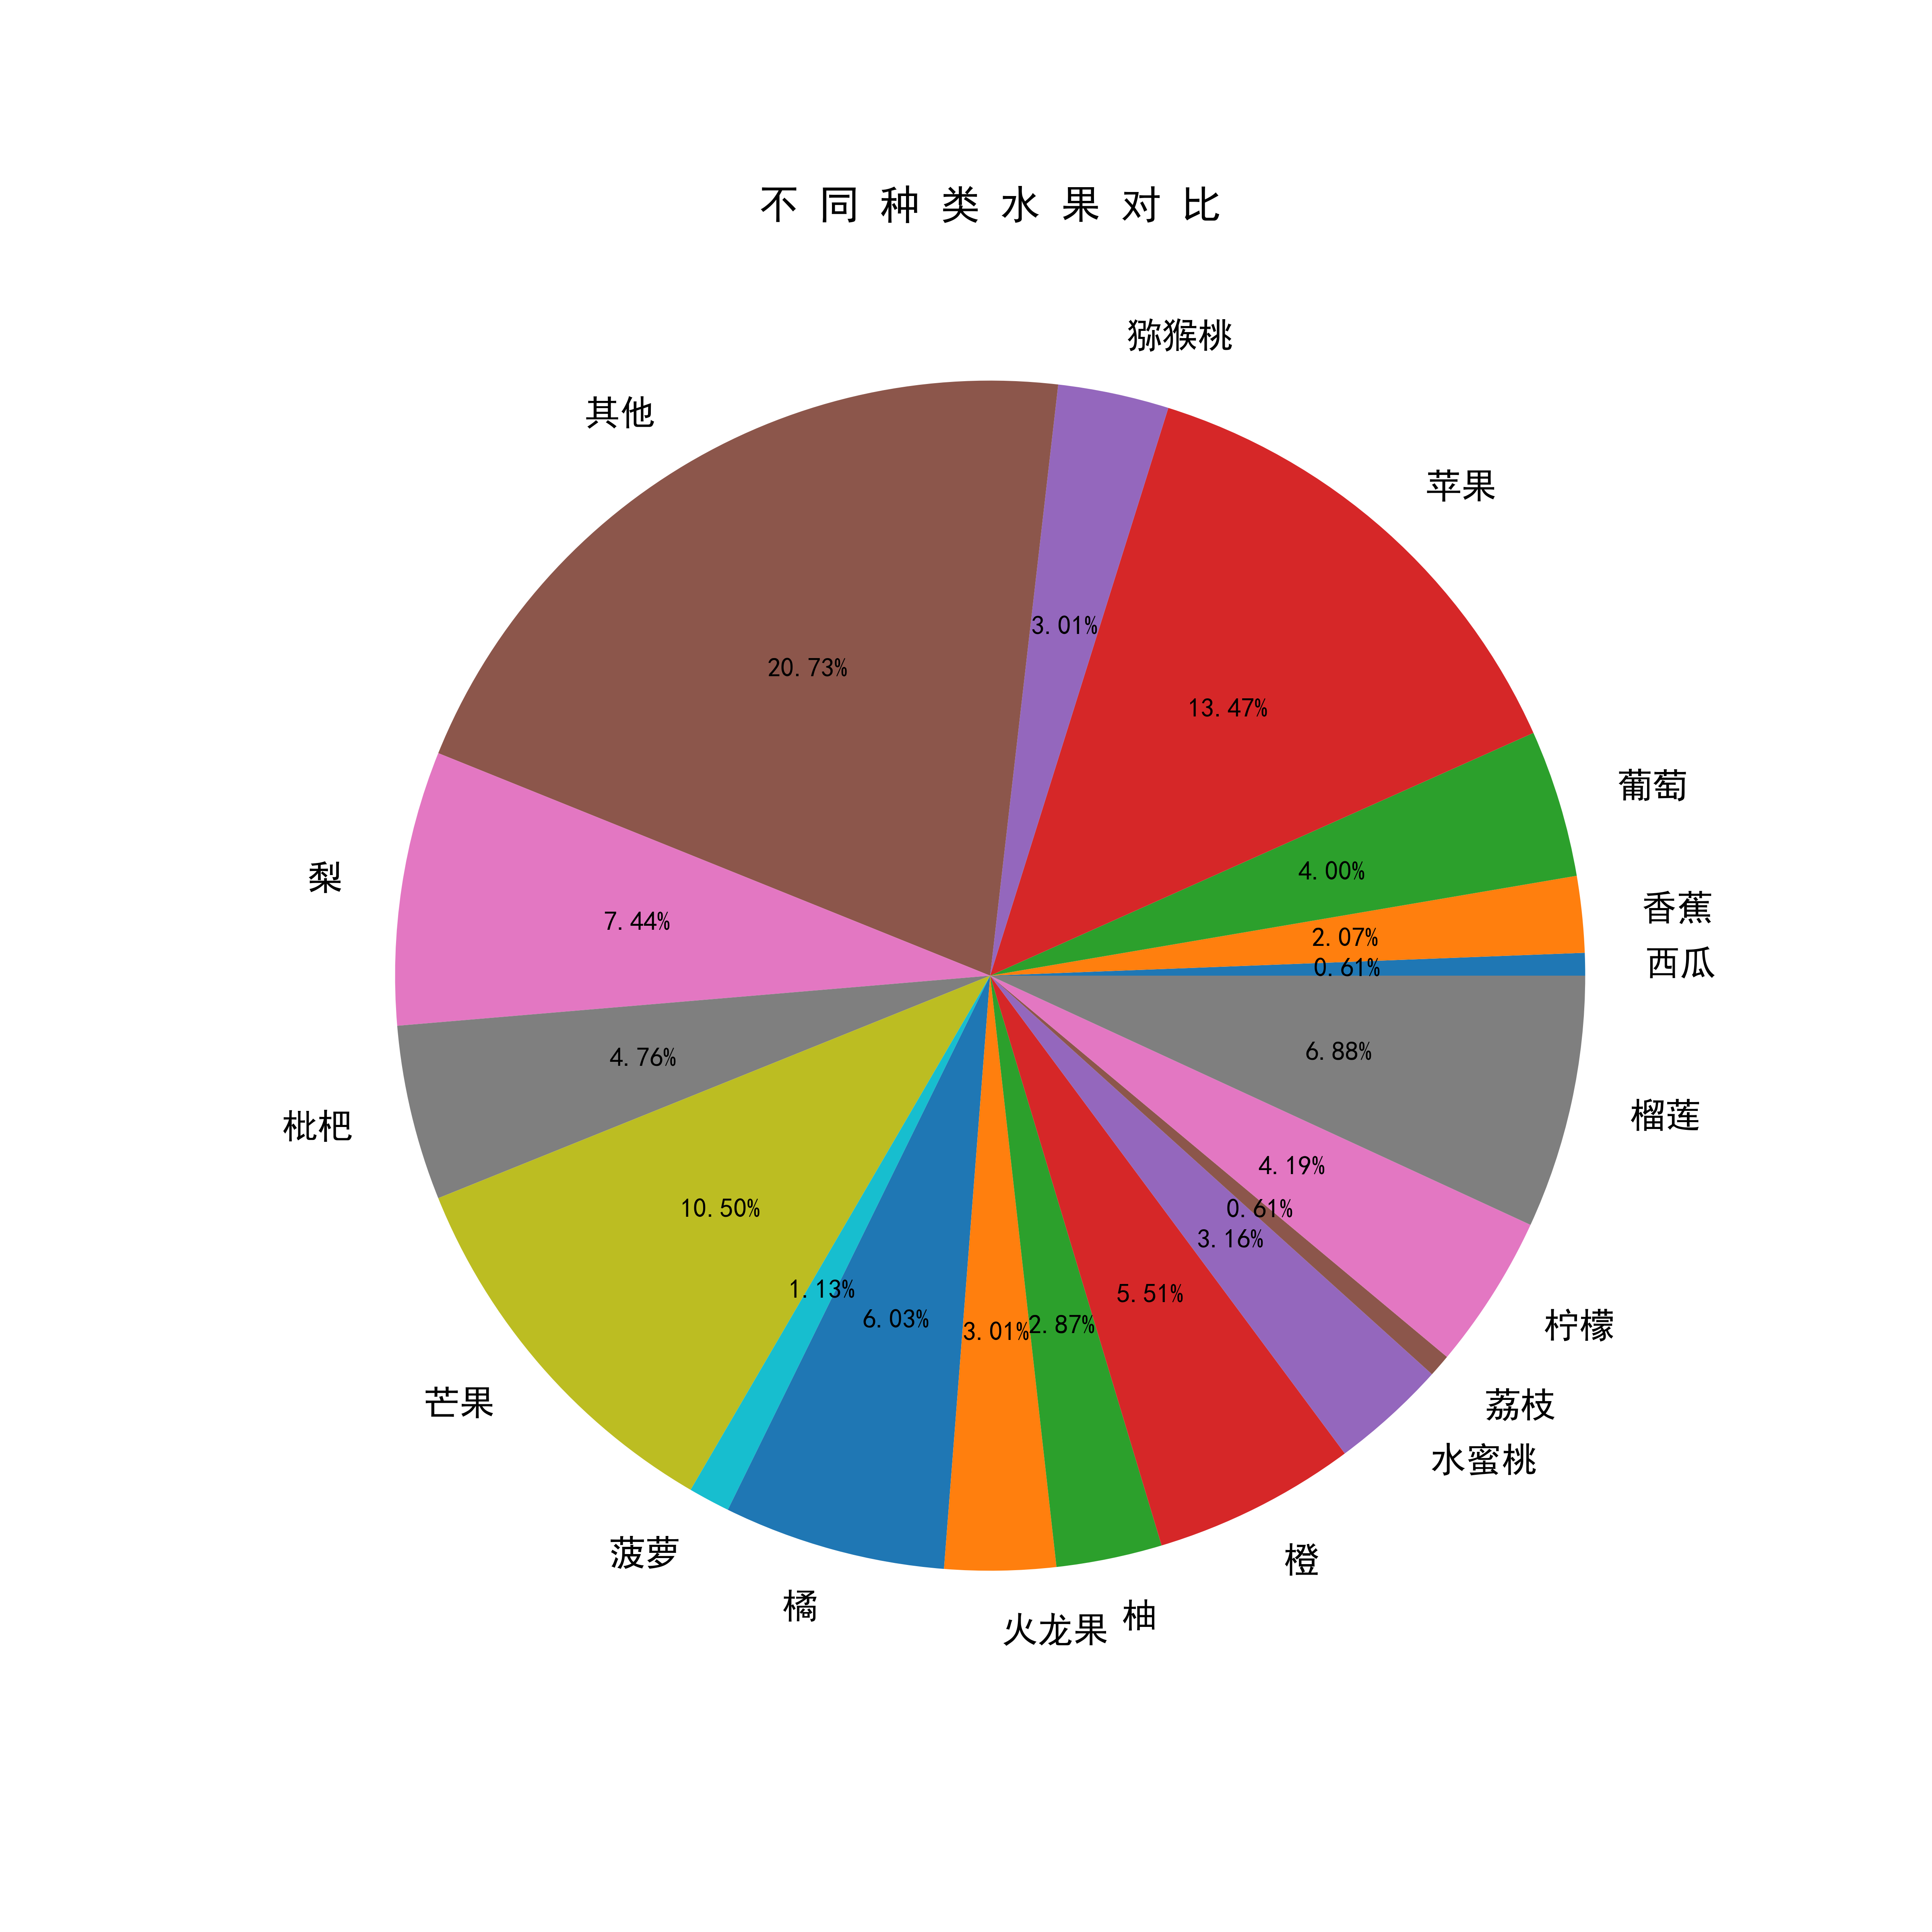 不同种类水果对比
猕猴桃
其他
苹果
3.01%
20.73%
13.47%
葡萄
梨
4.00%
香蕉
7.44%
2.07%
西瓜
0.61%
6.88%
4.76%
榴莲
枇杷
4.19%
10.50%
0.61%
3.16%
1.13%
5.51%
6.03%
2.87%
3.01%
柠檬
芒果
荔枝
水蜜桃
菠萝
橙
橘
柚
火龙果